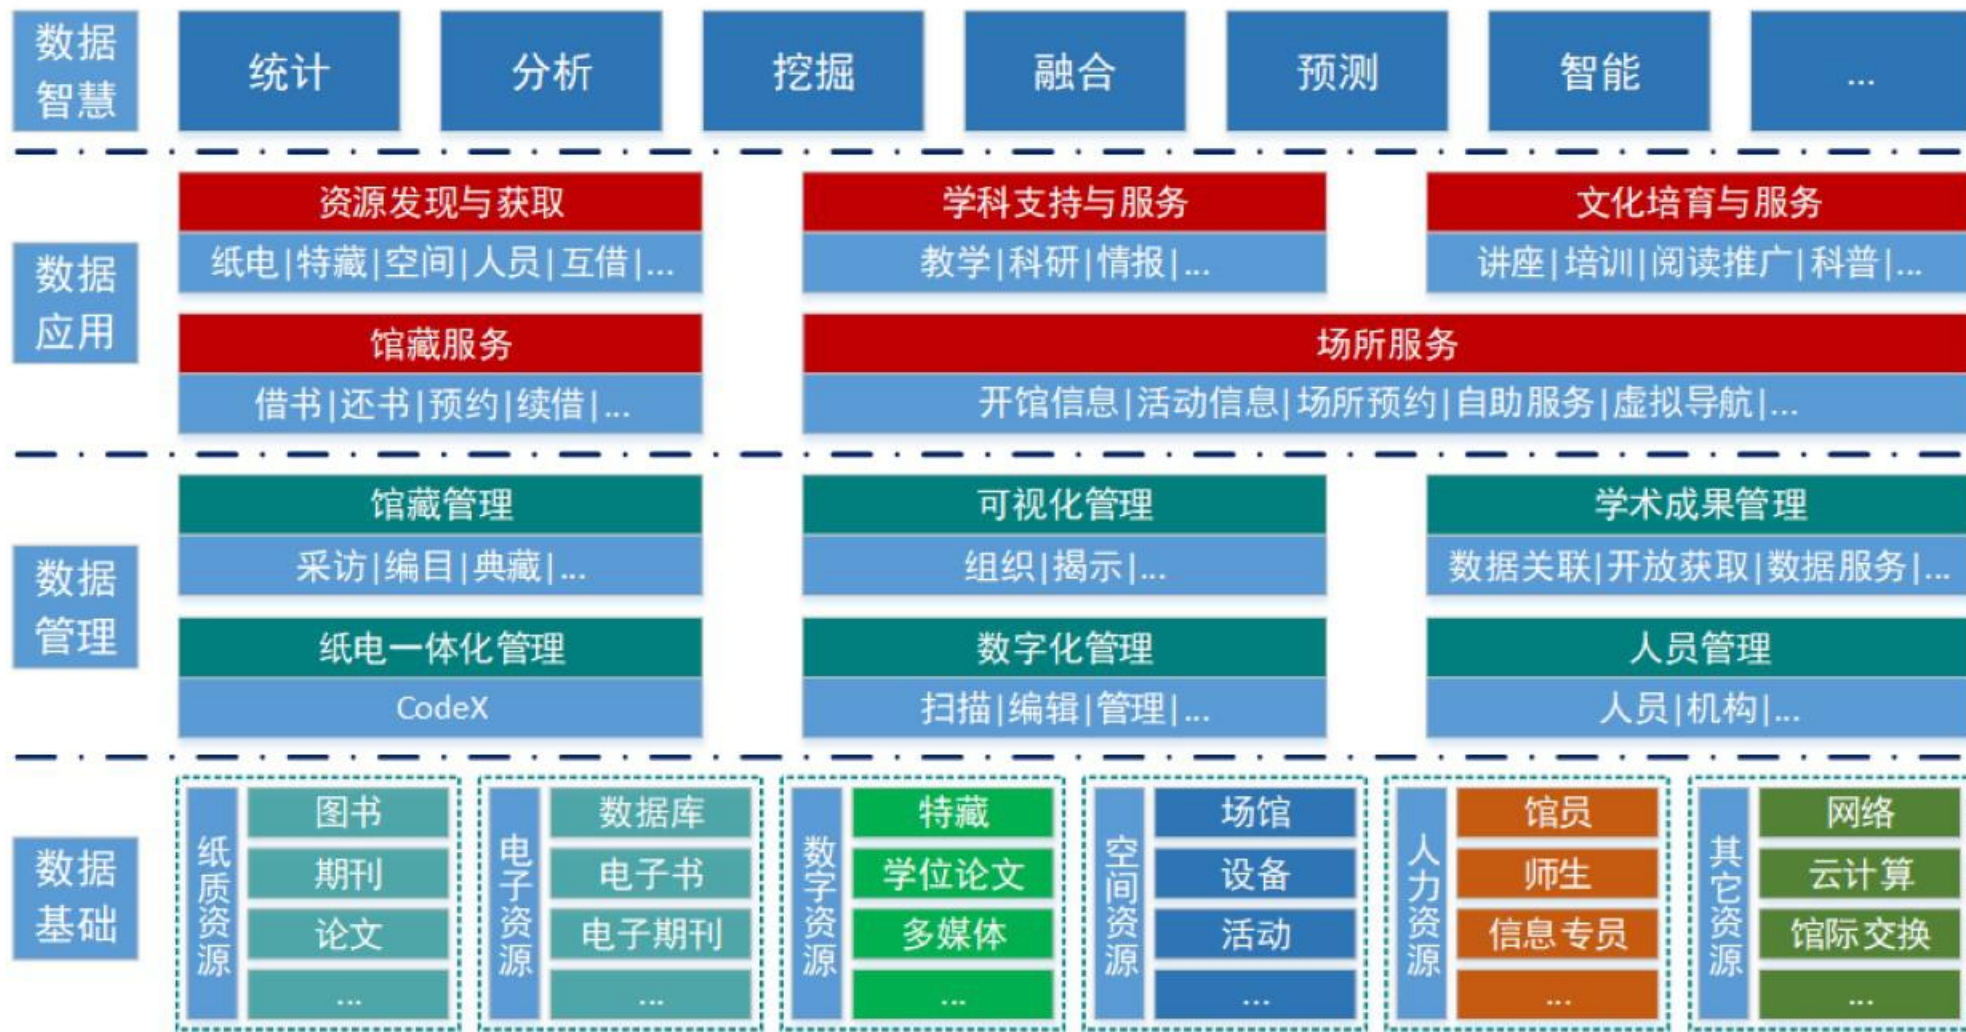 数据
智慧
统计
分析
挖掘
融合
预测
智能
...
数据
应用
资源发现与获取
纸电|特藏|空间|人员|互借|...
学科支持与服务
教学|科研|情报|...
文化培育与服务
讲座|培训|阅读推广|科普|...
馆藏服务
借书|还书|预约|续借|...
场所服务
开馆信息|活动信息|场所预约|自助服务|虚拟导航|...
数据
管理
馆藏管理
采访|编目|典藏|...
可视化管理
组织|揭示|...
学术成果管理
数据关联|开放获取|数据服务|...
纸电一体化管理
CodeX
数字化管理
扫描|编辑|管理|...
人员管理
人员|机构|...
数据
基础
纸质资源
图书
期刊
论文
...
电子资源
数据库
电子书
电子期刊
...
数字资源
特藏
学位论文
多媒体
...
空间资源
场馆
设备
活动
...
人力资源
馆员
师生
信息专员
...
其它资源
网络
云计算
馆际交换
...